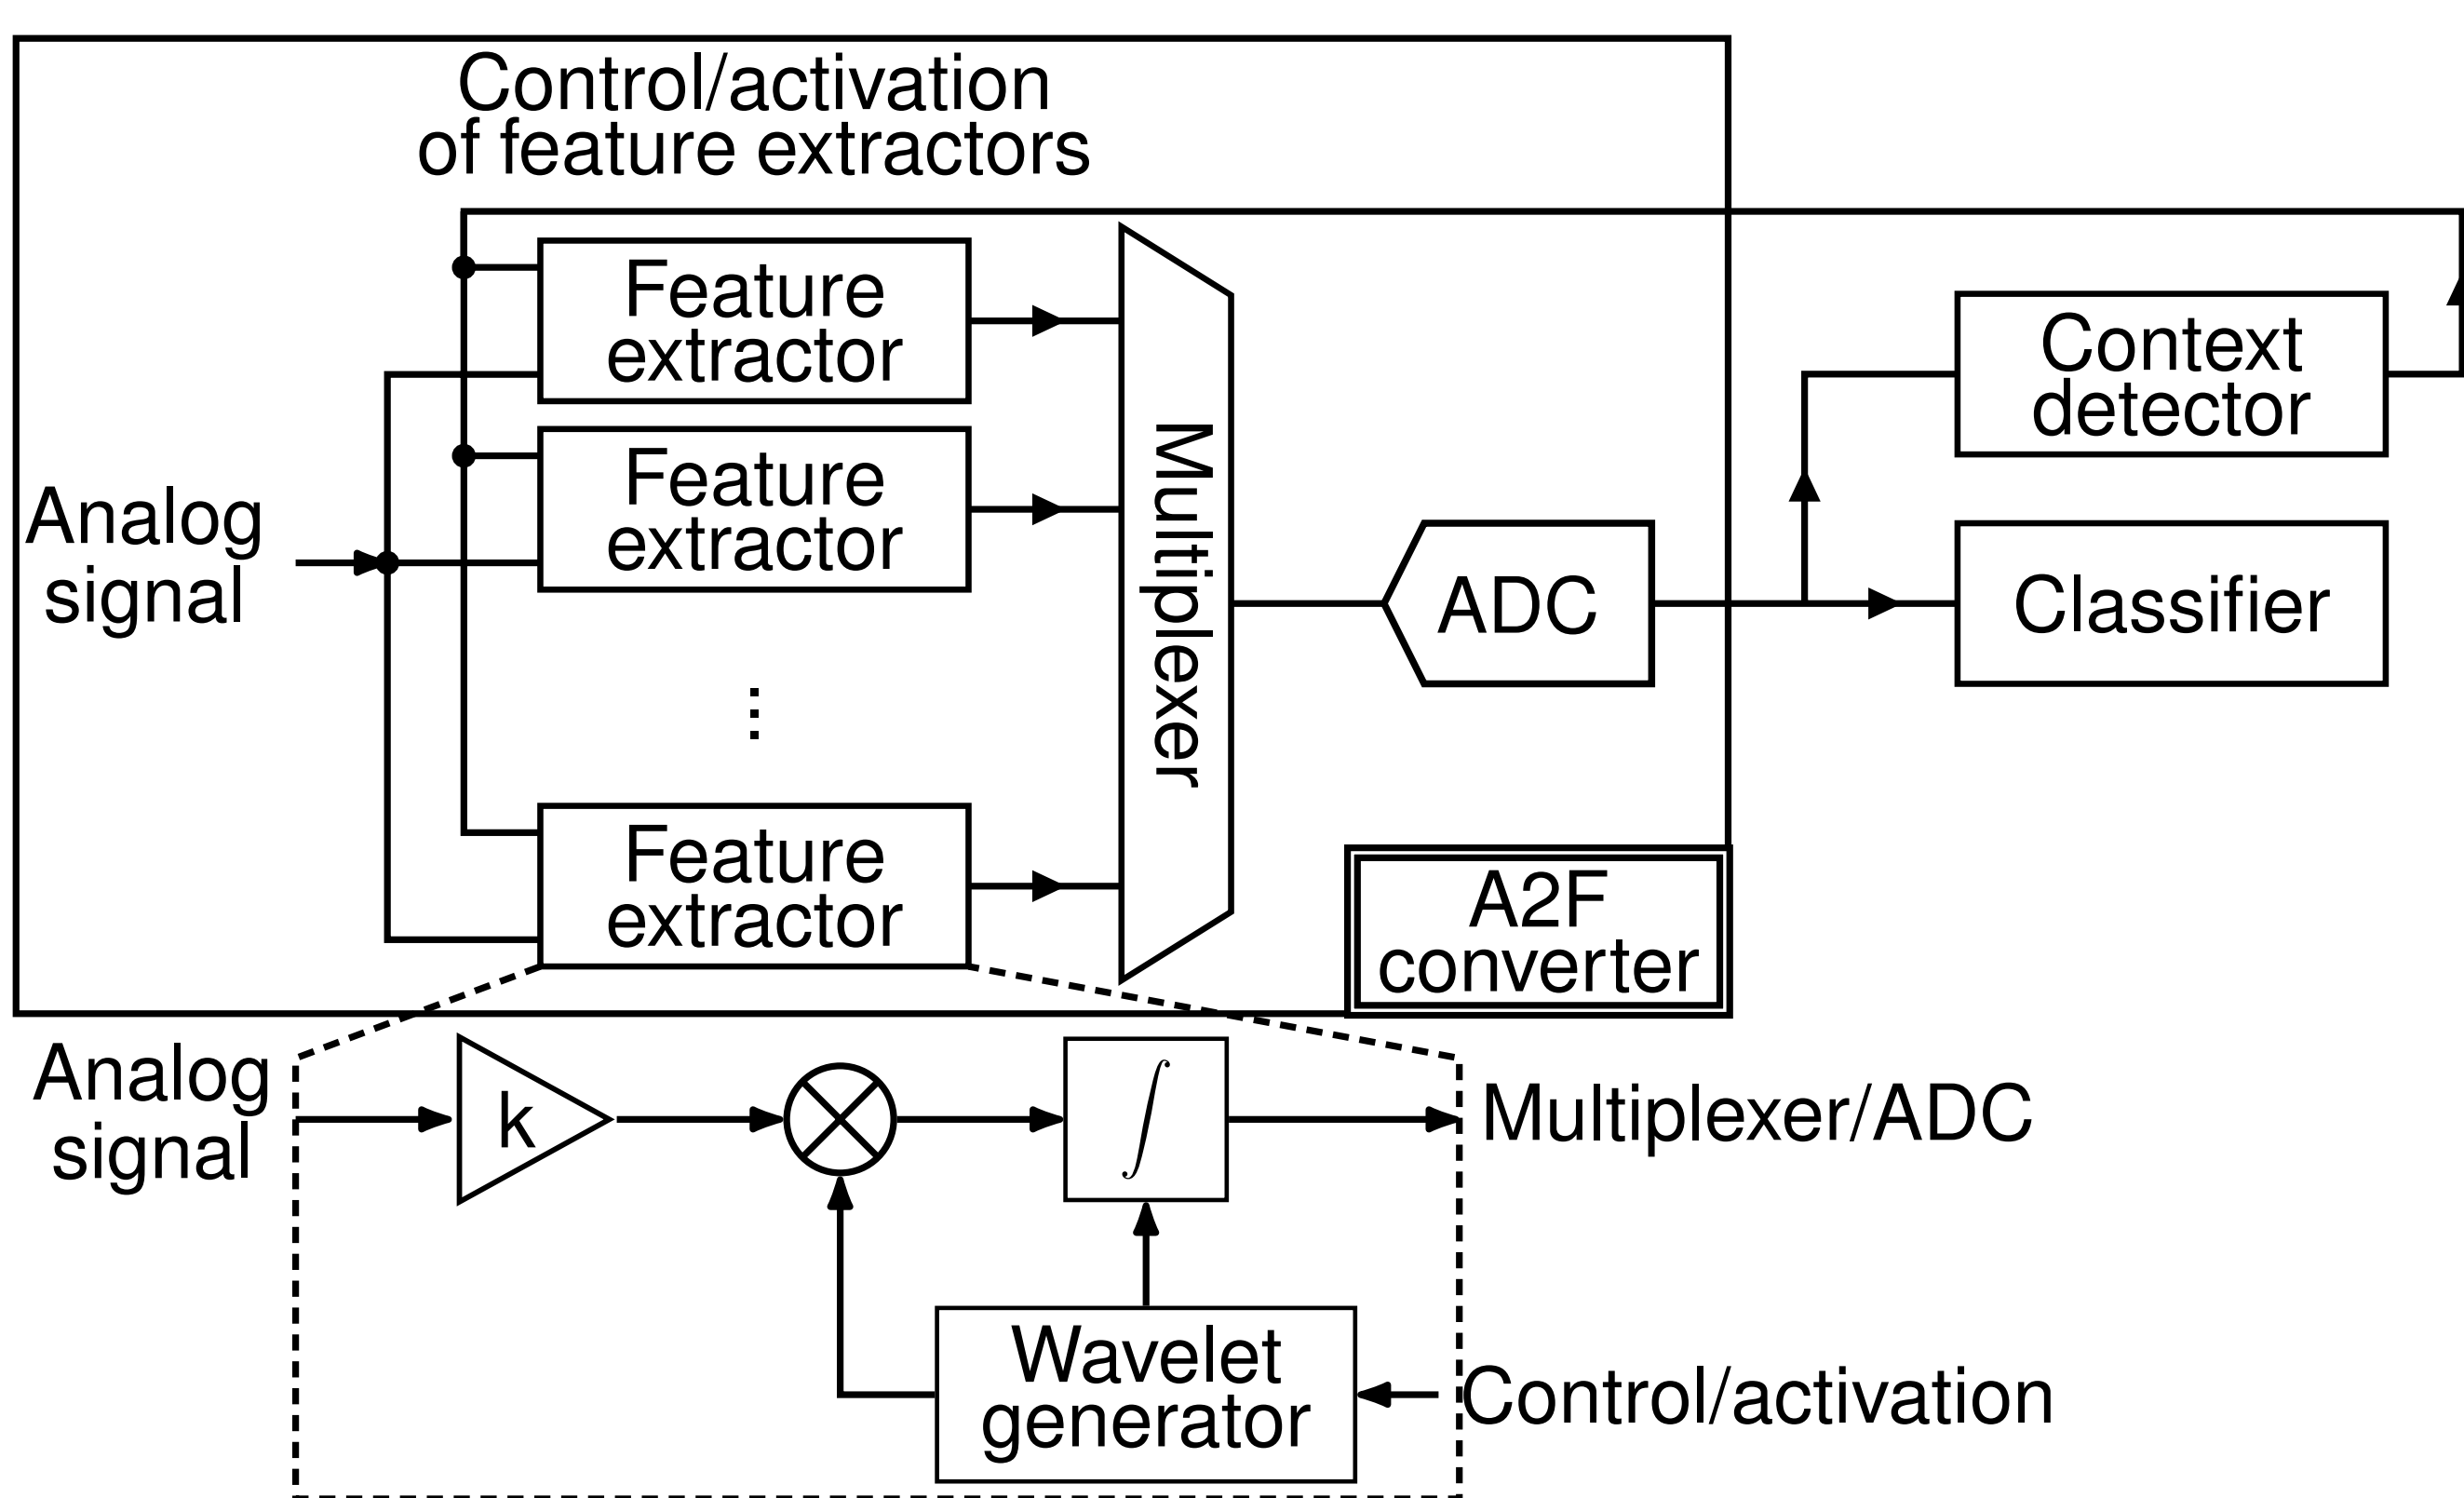 Control/activation
of feature extractors
Feature
extractor
Feature
extractor
Analog
signal
⋮
Feature
extractor
Multiplexer
ADC
Context
detector
Classifier
A2F
converter
Analog
signal
k
∫
Multiplexer/ADC
Wavelet
generator
Control/activation